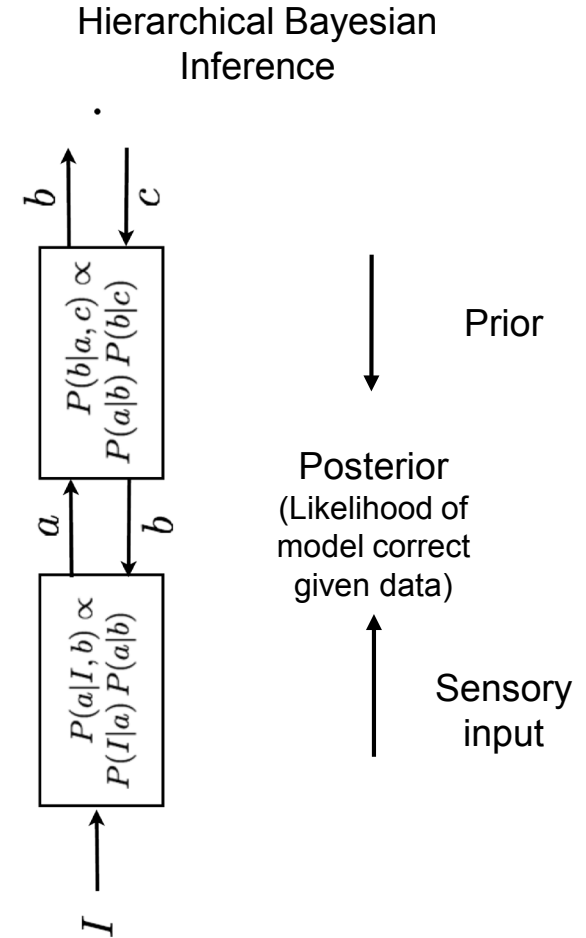 Hierarchical Bayesian
Inference
.
b
c
P(b|a, c) ∝
P(a|b) P(b|c)
Prior
Posterior
(Likelihood of
model correct
given data)
a
b
P(a|I, b) ∝
P(I|a) P(a|b)
Sensory
input
I